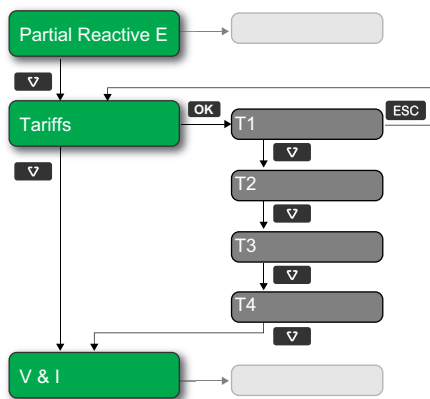 Partial Reactive E
Tariffs
OK
T1
ESC
T2
T3
T4
V & I